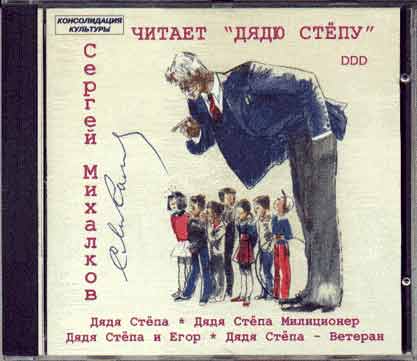 КОНСОЛИДАЦИЯ
КУЛЬТУРЫ
ЧИТАЕТ "ДЯДЮ СТЁПУ"
DDD
Сергей Михалков
Дядя Стёпа * Дядя Стёпа Милиционер
Дядя Стёпа и Егор * Дядя Стёпа - Ветеран